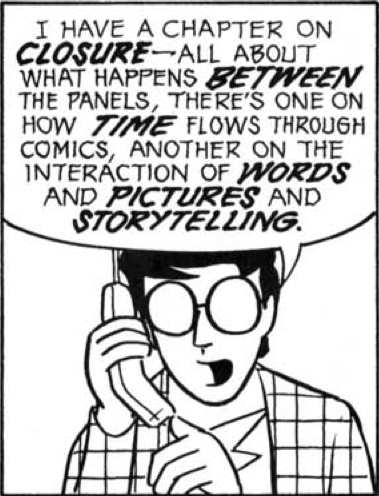 I HAVE A CHAPTER ON
CLOSURE—ALL ABOUT
WHAT HAPPENS BETWEEN
THE PANELS, THERE'S ONE ON
HOW TIME FLOWS THROUGH
COMICS, ANOTHER ON THE
INTERACTION OF WORDS
AND PICTURES AND
STORYTELLING.